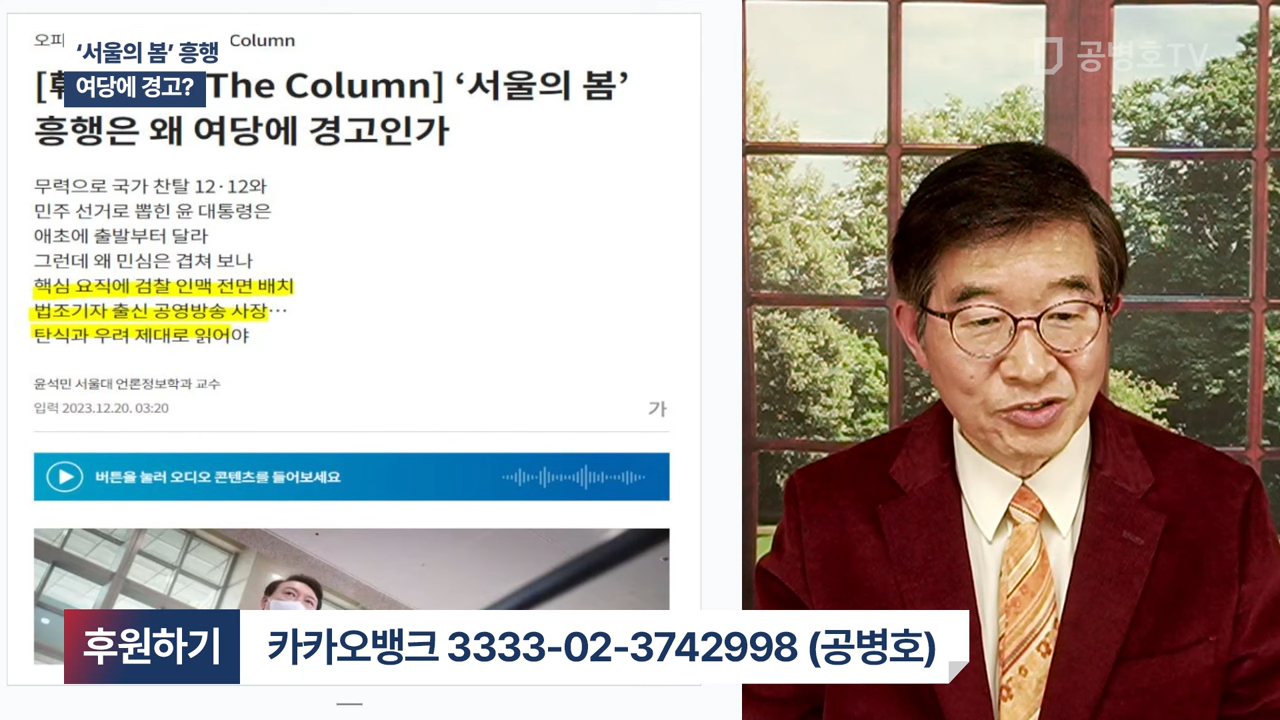 오피
Column
‘서울의 봄’ 흥행
여당에 경고?
The Column] ‘서울의 봄’
흥행은 왜 여당에 경고인가
무력으로 국가 찬탈 12·12와
민주 선거로 뽑힌 윤 대통령은
애초에 출발부터 달라
그런데 왜 민심은 겹쳐 보나
핵심 요직에 검찰 인맥 전면 배치
법조기자 출신 공영방송 사장…
탄식과 우려 제대로 읽어야
윤석민 서울대 언론정보학과 교수
입력 2023.12.20. 03:20
가
버튼을 눌러 오디오 콘텐츠를 들어보세요
공병호TV
후원하기
카카오뱅크 3333-02-3742998 (공병호)